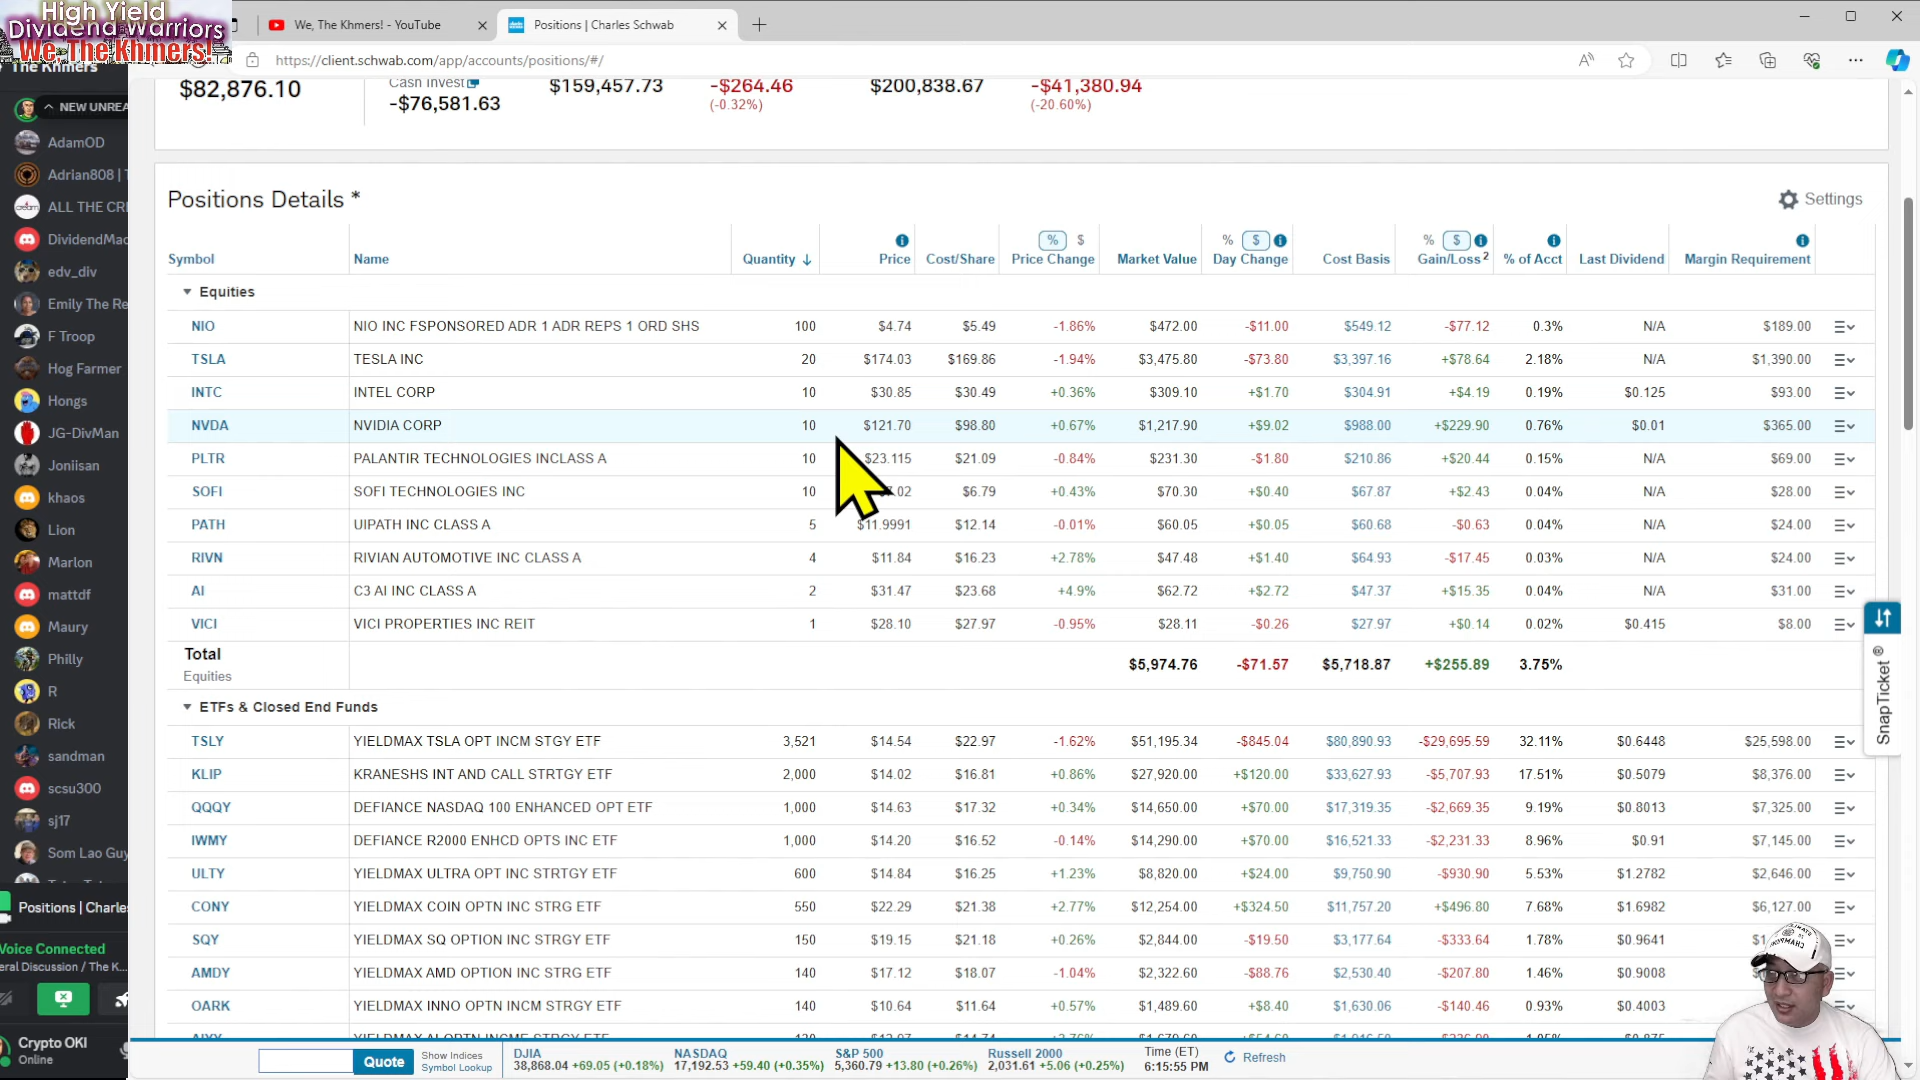 High Yield
Dividend Warriors
We The Khmers!
The Khmers
We, The Khmers! - YouTube
Positions | Charles Schwab
https://client.schwab.com/app/accounts/positions/#/
NEW UNREA
AdamOD
Adrian808 | T
ALL THE CRE
DividendMac
edv_div
Emily The Re
F Troop
Hog Farmer
Hongs
JG-DivMan
Joniisan
khaos
Lion
Marlon
mattdf
Maury
Philly
R
Rick
sandman
scsu300
sj17
Som Lao Guy
Positions | Charles
Voice Connected
eral Discussion / The K...
Crypto OKI
Online
$82,876.10
Cash Invest
-$76,581.63
$159,457.73
-$264.46
(-0.32%)
$200,838.67
-$41,380.94
(-20.60%)
Positions Details *
Settings
Symbol Name Quantity ↓ Price Cost/Share % $ Price Change Market Value % $ Day Change Cost Basis % $ Gain/Loss² % of Acct Last Dividend Margin Requirement
Equities
NIO NIO INC FSPONSORED ADR 1 ADR REPS 1 ORD SHS 100 $4.74 $5.49 -1.86% $472.00 -$11.00 $549.12 -$77.12 0.3% N/A $189.00
TSLA TESLA INC 20 $174.03 $169.86 -1.94% $3,475.80 -$73.80 $3,397.16 +$78.64 2.18% N/A $1,390.00
INTC INTEL CORP 10 $30.85 $30.49 +0.36% $309.10 +$1.70 $304.91 +$4.19 0.19% $0.125 $93.00
NVDA NVIDIA CORP 10 $121.70 $98.80 +0.67% $1,217.90 +$9.02 $988.00 +$229.90 0.76% $0.01 $365.00
PLTR PALANTIR TECHNOLOGIES INCLASS A 10 $23.115 $21.09 -0.84% $231.30 -$1.80 $210.86 +$20.44 0.15% N/A $69.00
SOFI SOFI TECHNOLOGIES INC 10 .02 $6.79 +0.43% $70.30 +$0.40 $67.87 +$2.43 0.04% N/A $28.00
PATH UIPATH INC CLASS A 5 $11.9991 $12.14 -0.01% $60.05 +$0.05 $60.68 -$0.63 0.04% N/A $24.00
RIVN RIVIAN AUTOMOTIVE INC CLASS A 4 $11.84 $16.23 +2.78% $47.48 +$1.40 $64.93 -$17.45 0.03% N/A $24.00
AI C3 AI INC CLASS A 2 $31.47 $23.68 +4.9% $62.72 +$2.72 $47.37 +$15.35 0.04% N/A $31.00
VICI VICI PROPERTIES INC REIT 1 $28.10 $27.97 -0.95% $28.11 -$0.26 $27.97 +$0.14 0.02% $0.415 $8.00
Total
Equities
$5,974.76 -$71.57 $5,718.87 +$255.89 3.75%
ETFs & Closed End Funds
TSLY YIELDMAX TSLA OPT INCM STGY ETF 3,521 $14.54 $22.97 -1.62% $51,195.34 -$845.04 $80,890.93 -$29,695.59 32.11% $0.6448 $25,598.00
KLIP KRANESHS INT AND CALL STRTGY ETF 2,000 $14.02 $16.81 +0.86% $27,920.00 +$120.00 $33,627.93 -$5,707.93 17.51% $0.5079 $8,376.00
QQQY DEFIANCE NASDAQ 100 ENHANCED OPT ETF 1,000 $14.63 $17.32 +0.34% $14,650.00 +$70.00 $17,319.35 -$2,669.35 9.19% $0.8013 $7,325.00
IWMY DEFIANCE R2000 ENHCD OPTS INC ETF 1,000 $14.20 $16.52 -0.14% $14,290.00 +$70.00 $16,521.33 -$2,231.33 8.96% $0.91 $7,145.00
ULTY YIELDMAX ULTRA OPT INC STRTGY ETF 600 $14.84 $16.25 +1.23% $8,820.00 +$24.00 $9,750.90 -$930.90 5.53% $1.2782 $2,646.00
CONY YIELDMAX COIN OPTN INC STRG ETF 550 $22.29 $21.38 +2.77% $12,254.00 +$324.50 $11,757.20 +$496.80 7.68% $1.6982 $6,127.00
SQY YIELDMAX SQ OPTION INC STRGY ETF 150 $19.15 $21.18 +0.26% $2,844.00 -$19.50 $3,177.64 -$333.64 1.78% $0.9641
AMDY YIELDMAX AMD OPTION INC STRG ETF 140 $17.12 $18.07 -1.04% $2,322.60 -$88.76 $2,530.40 -$207.80 1.46% $0.9008
OARK YIELDMAX INNO OPTN INCM STRGY ETF 140 $10.64 $11.64 +0.57% $1,489.60 +$8.40 $1,630.06 -$140.46 0.93% $0.4003
SnapTicket ®
Quote
Show Indices
Symbol Lookup
DJIA
38,868.04 +69.05 (+0.18%)
NASDAQ
17,192.53 +59.40 (+0.35%)
S&P 500
5,360.79 +13.80 (+0.26%)
Russell 2000
2,031.61 +5.06 (+0.25%)
Time (ET)
6:15:55 PM
Refresh